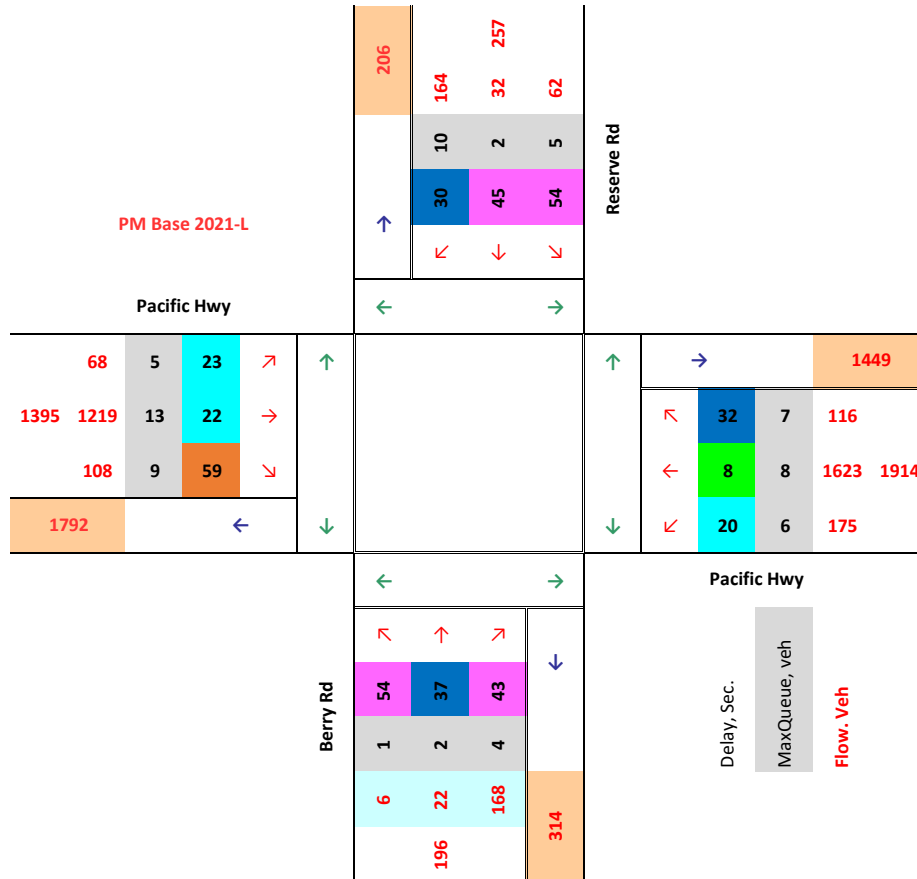 206
257
164 32 62
10 2 5
30 45 54
↑
↙ ↓ ↘
Reserve Rd
PM Base 2021-L
Pacific Hwy
← →
68 5 23 ↗ ↑ ↑ → 1449
1395 1219 13 22 → ↖ 32 7 116
108 9 59 ↘ ← 8 8 1623 1914
1792 ← ↓ ↓ ↙ 20 6 175
← →
Pacific Hwy
↖ ↑ ↗ ↓
Berry Rd
54 37 43
1 2 4
6 22 168
196
314
Delay, Sec.
MaxQueue, veh
Flow. Veh